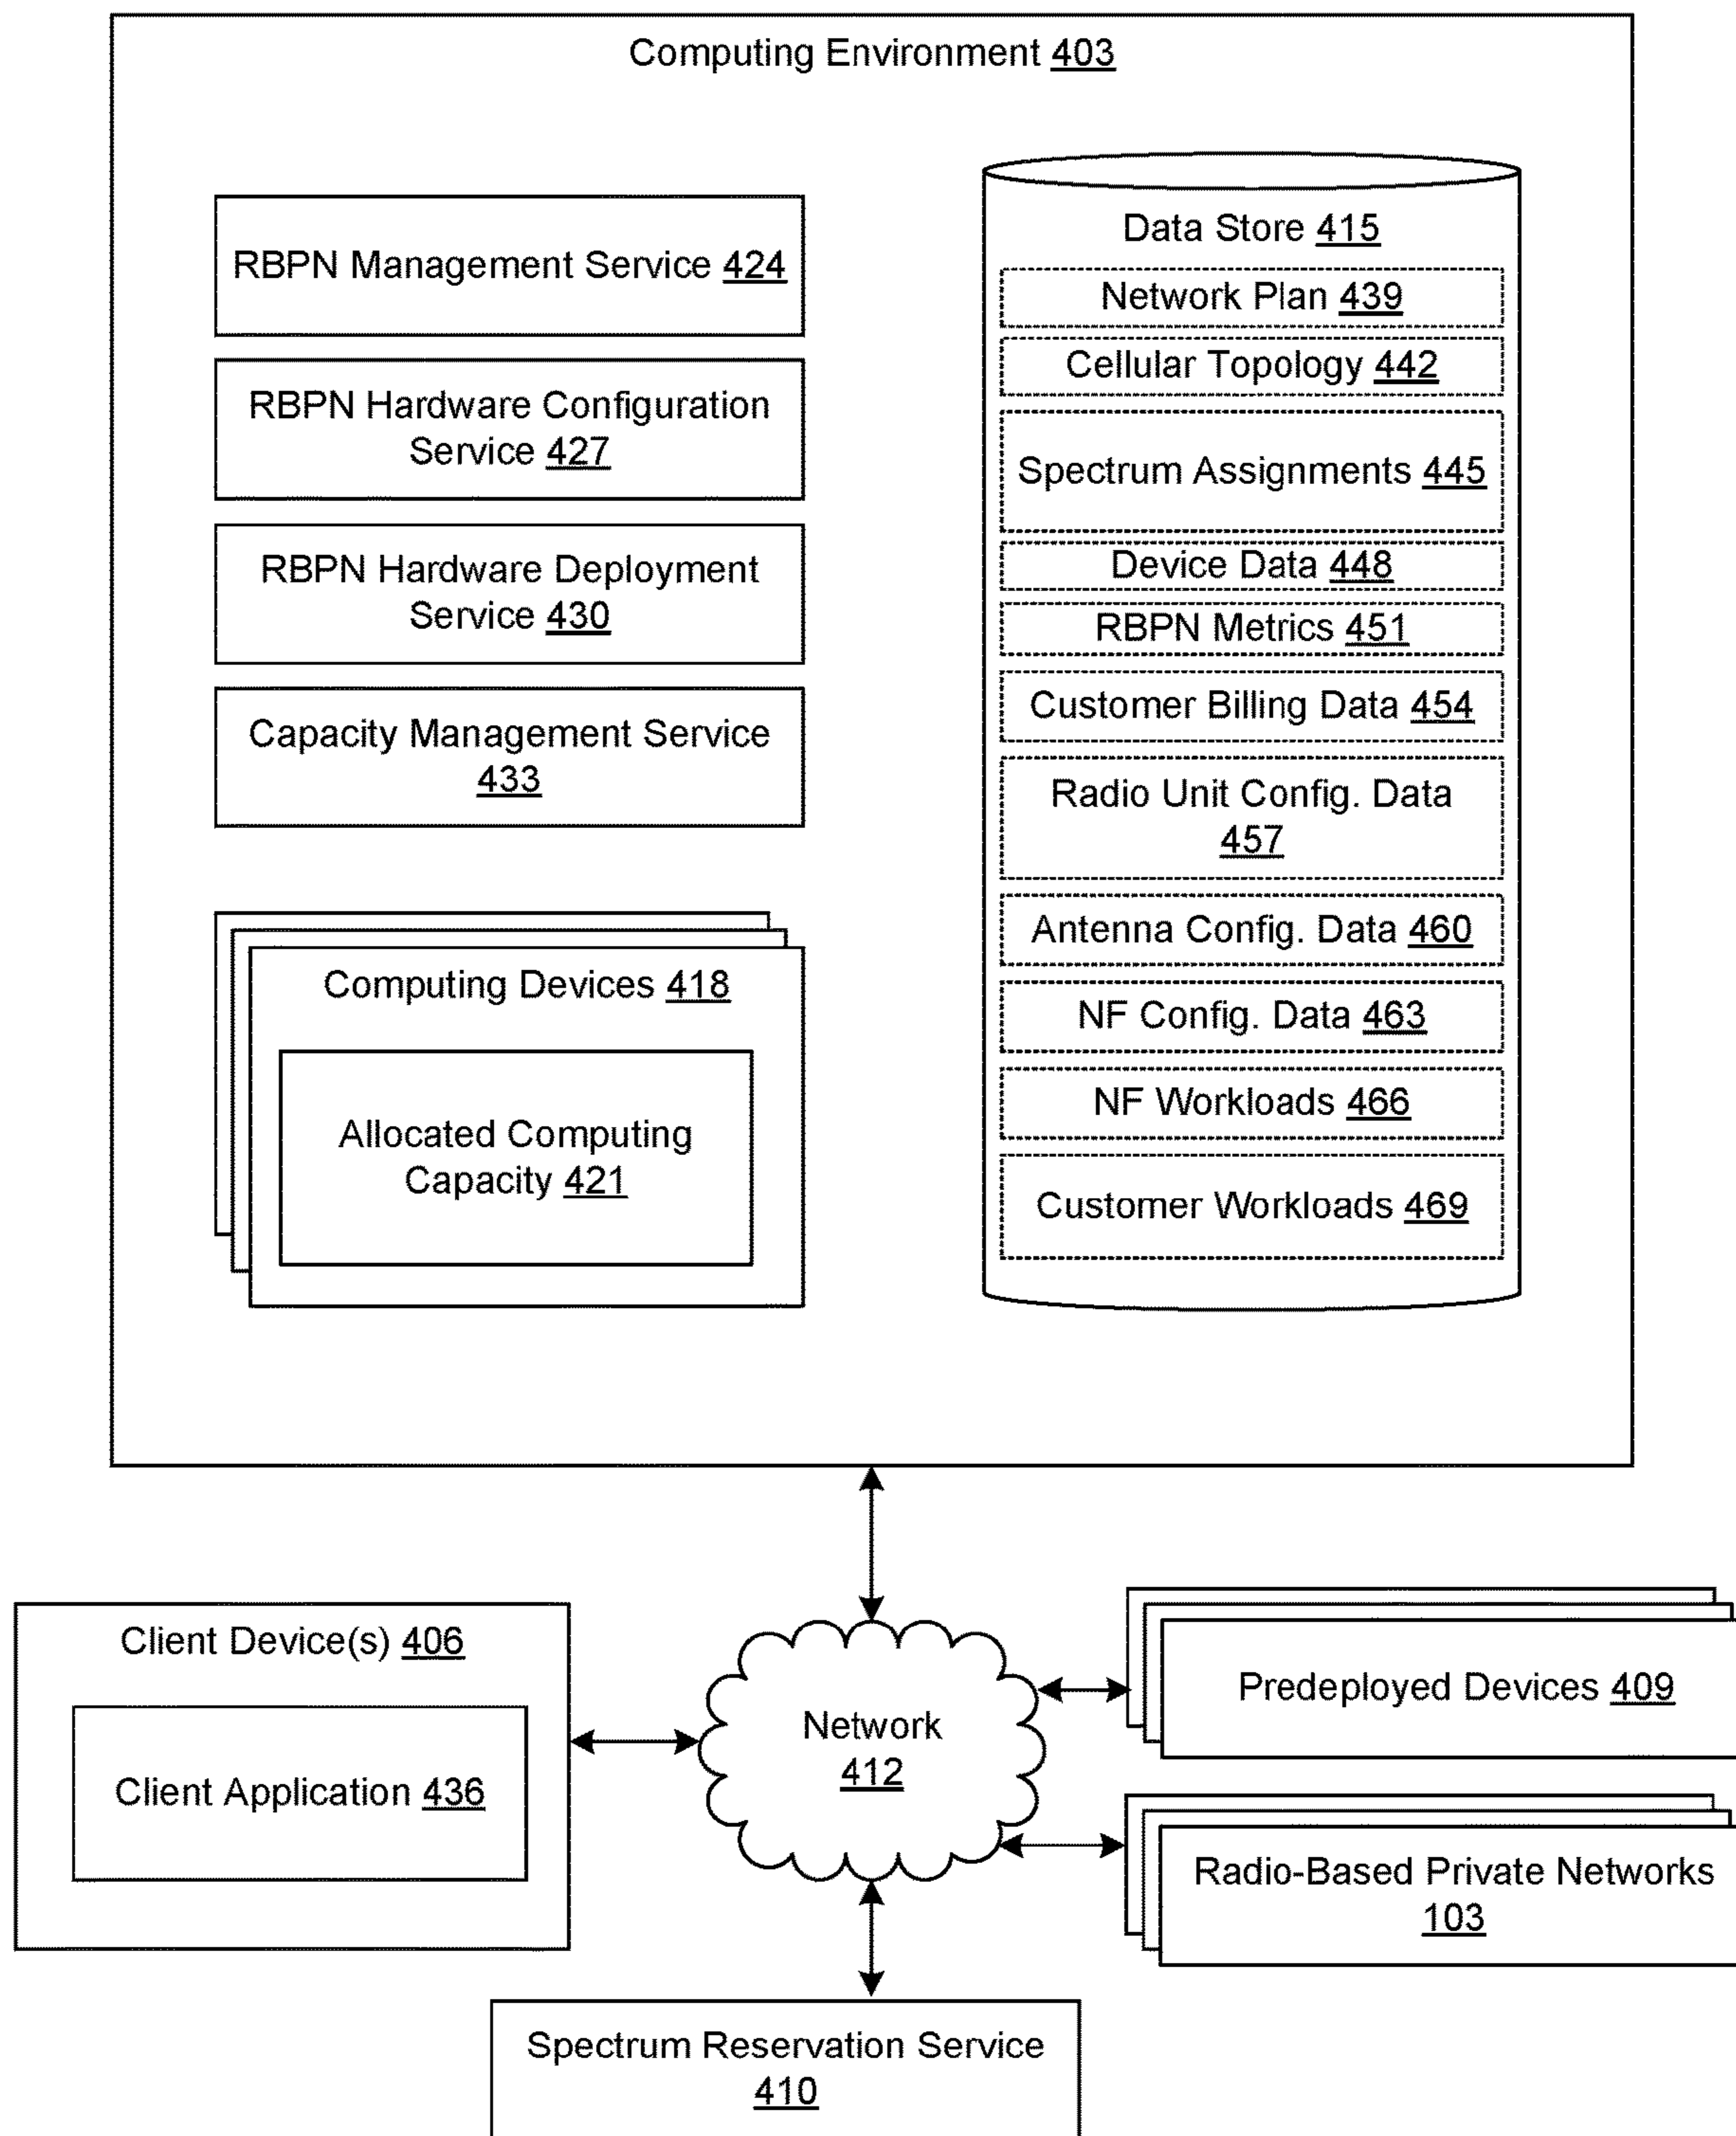 Computing Environment 403
RBPN Management Service 424
RBPN Hardware Configuration
Service 427
RBPN Hardware Deployment
Service 430
Capacity Management Service
433
Computing Devices 418
Allocated Computing
Capacity 421
Data Store 415
Network Plan 439
Cellular Topology 442
Spectrum Assignments 445
Device Data 448
RBPN Metrics 451
Customer Billing Data 454
Radio Unit Config. Data
457
Antenna Config. Data 460
NF Config. Data 463
NF Workloads 466
Customer Workloads 469
Client Device(s) 406
Client Application 436
Network
412
Predeployed Devices 409
Radio-Based Private Networks
103
Spectrum Reservation Service
410